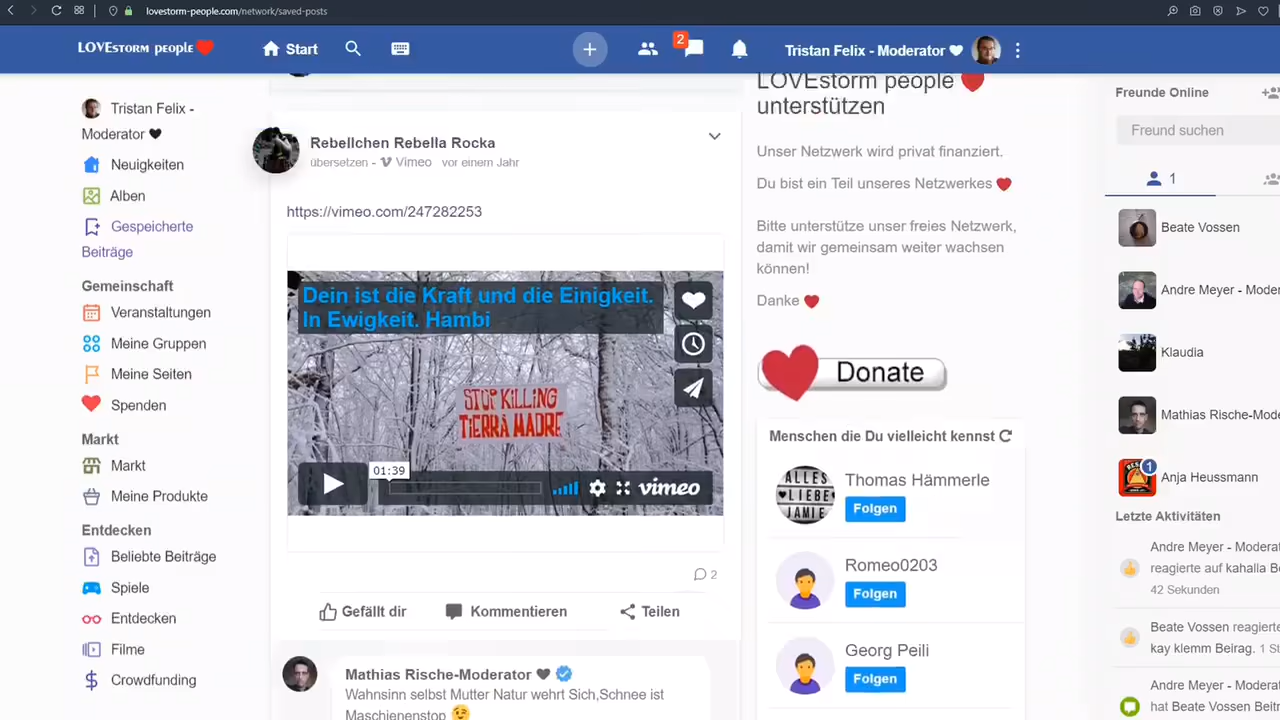 lovestorm-people.com/network/saved-posts
LOVEstorm people
Start
2
Tristan Felix - Moderator
Tristan Felix -
Moderator
Neuigkeiten
Alben
Gespeicherte
Beiträge
Gemeinschaft
Veranstaltungen
Meine Gruppen
Meine Seiten
Spenden
Markt
Markt
Meine Produkte
Entdecken
Beliebte Beiträge
Spiele
Entdecken
Filme
Crowdfunding
Rebellchen Rebella Rocka
übersetzen - Vimeo vor einem Jahr
https://vimeo.com/247282253
Dein ist die Kraft und die Einigkeit.
In Ewigkeit. Hambi
STOP KILLING
TIERRA MADRE
01:39
vimeo
2
Gefällt dir
Kommentieren
Teilen
Mathias Rische-Moderator
Wahnsinn selbst Mutter Natur wehrt Sich,Schnee ist
Maschienenstop
LOVEstorm people
unterstützen
Unser Netzwerk wird privat finanziert.
Du bist ein Teil unseres Netzwerkes
Bitte unterstütze unser freies Netzwerk,
damit wir gemeinsam weiter wachsen
können!
Danke
Donate
Menschen die Du vielleicht kennst
ALLES
LIEBE
JAMIE
Thomas Hämmerle
Folgen
Romeo0203
Folgen
Georg Peili
Folgen
Freunde Online
Freund suchen
1
Beate Vossen
Andre Meyer - Moder
Klaudia
Mathias Rische-Mode
1
Anja Heussmann
Letzte Aktivitäten
Andre Meyer - Moderat
reagierte auf kahalla Be
42 Sekunden
Beate Vossen reagierte
kay klemm Beirag. 1 St
Andre Meyer - Moderat
hat Beate Vossen Beitr